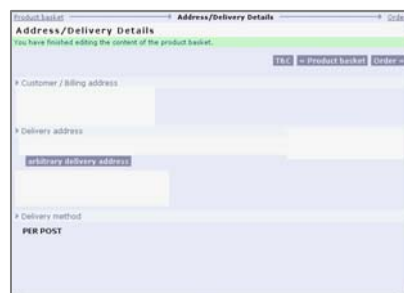 Product basket Address/Delivery Details Orde
Address/Delivery Details
You have finished editing the content of the product basket.
T&C « Product basket Order »
Customer / Billing address
Delivery address
arbitrary delivery address
Delivery method
PER POST